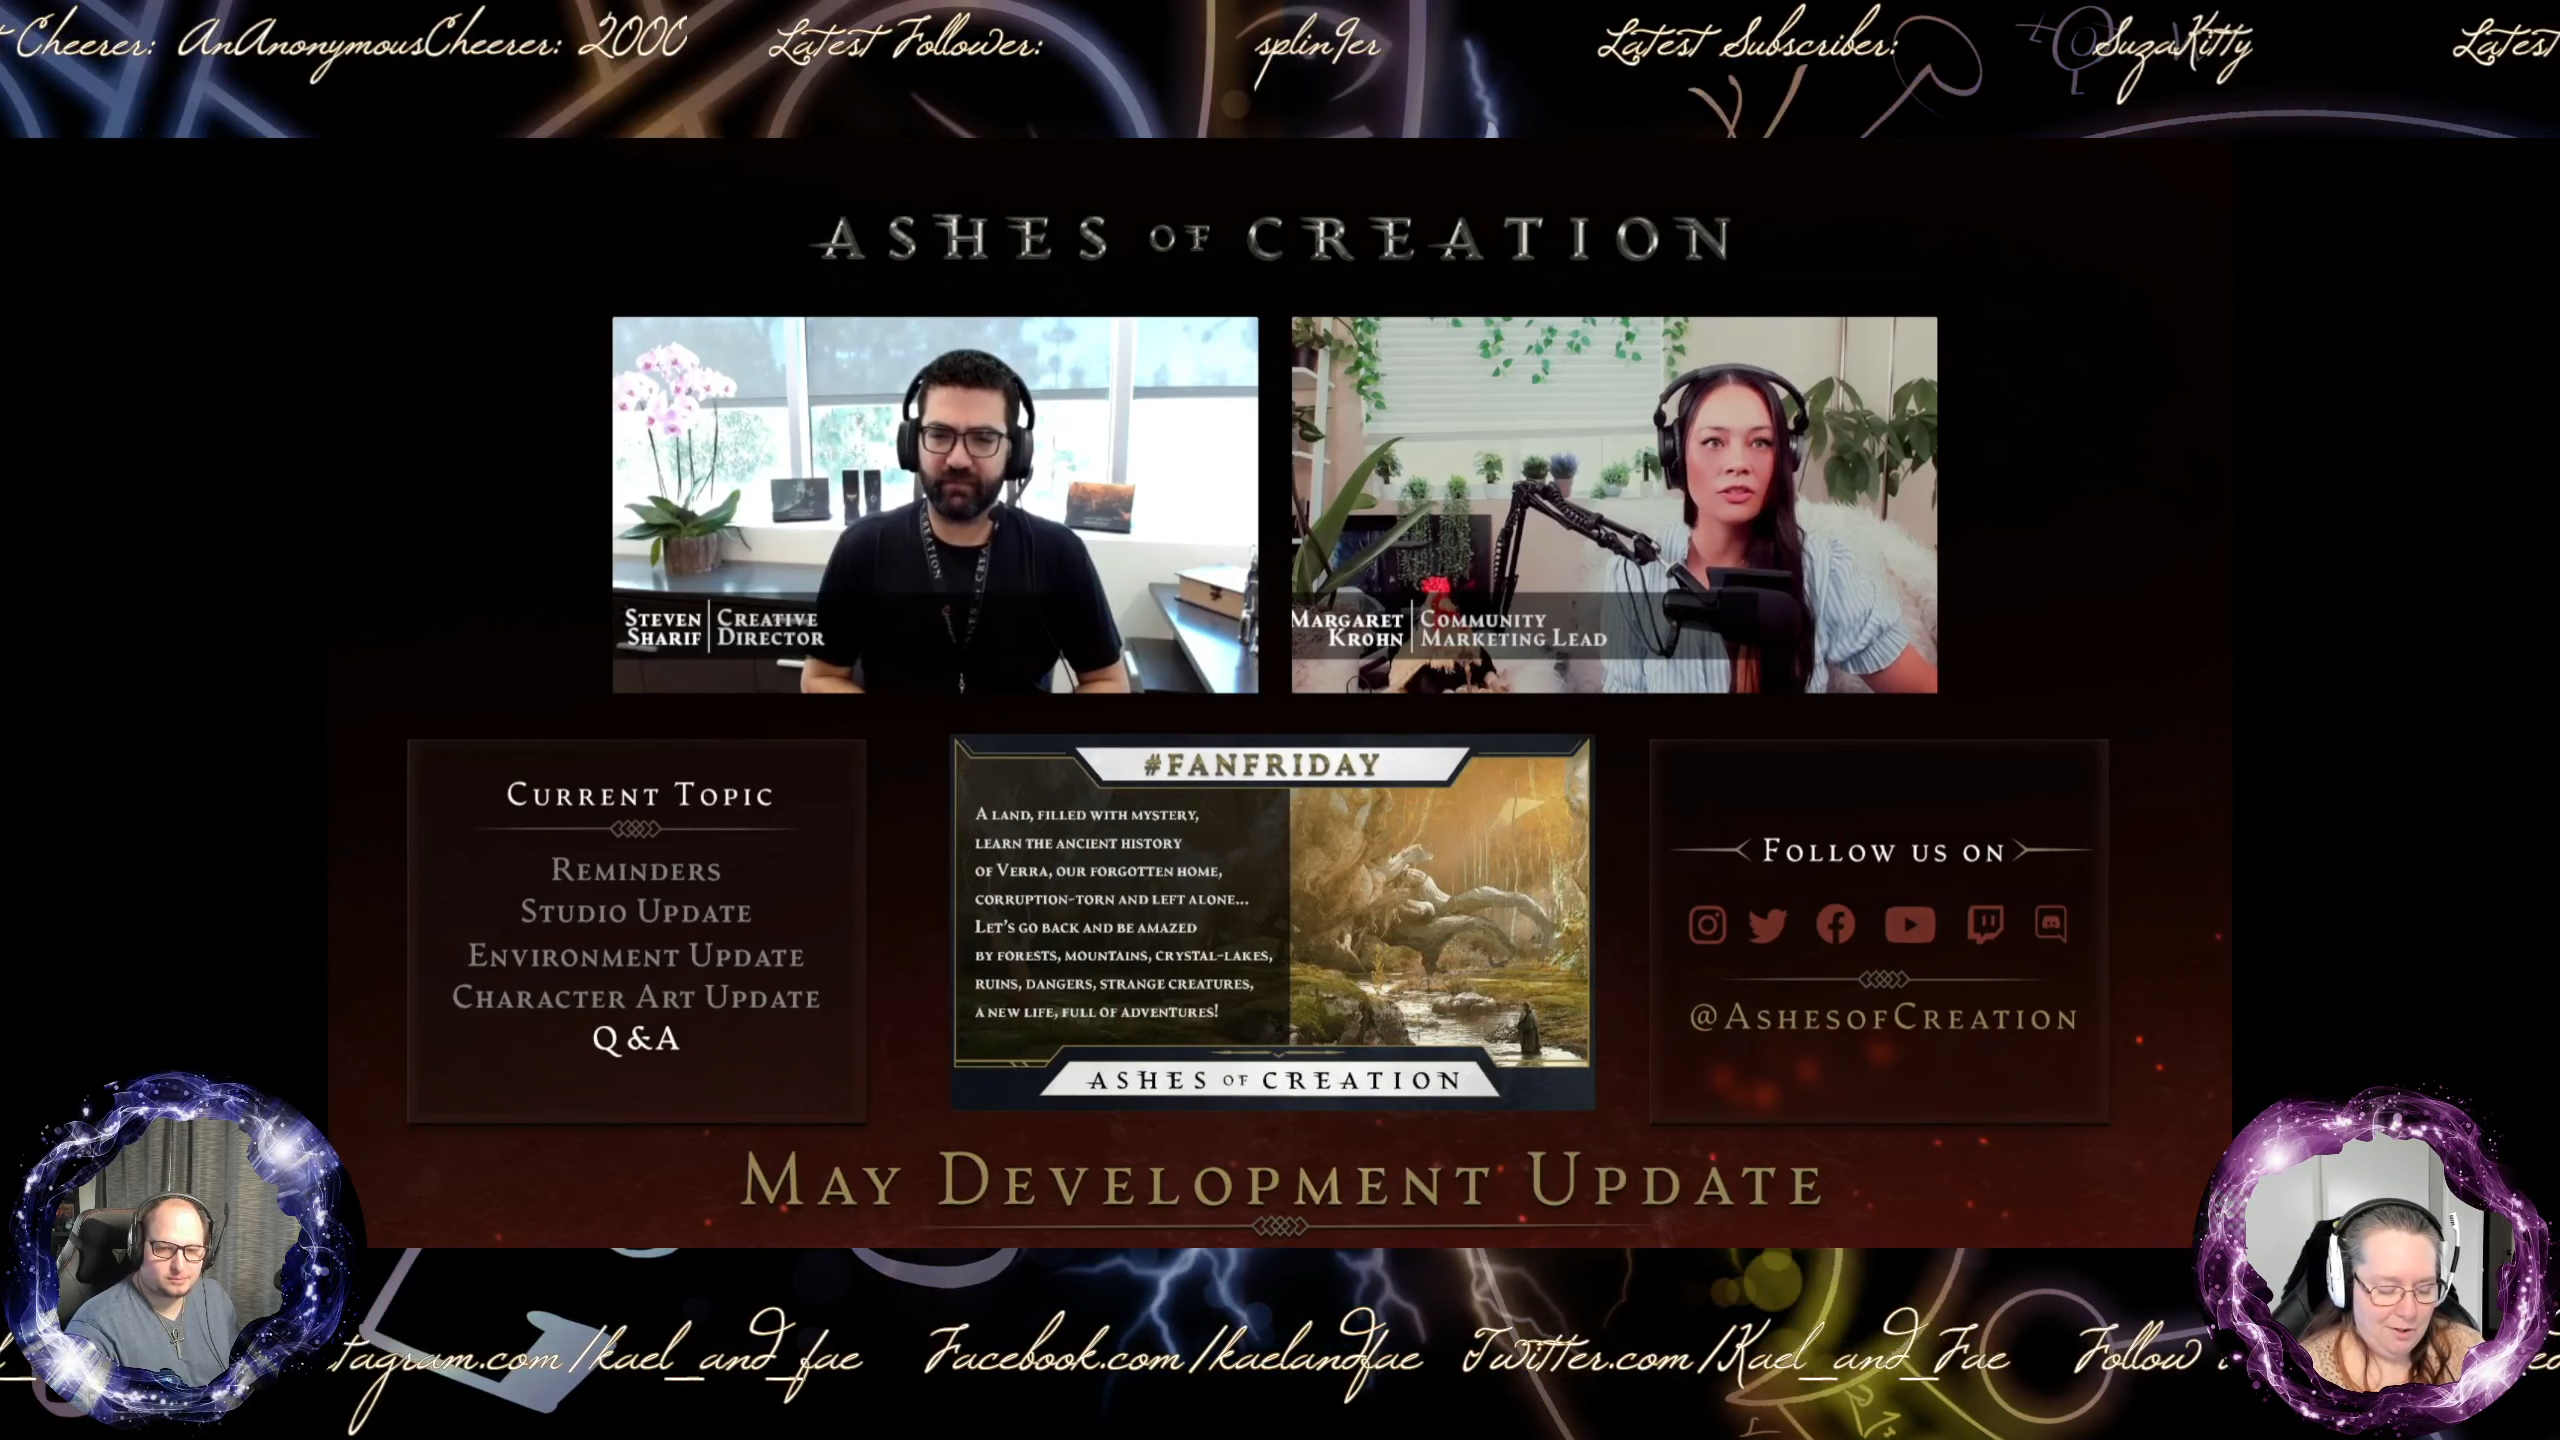 Cheerer: AnAnonymousCheerer: 2000 Latest Follower: splin9er Latest Subscriber: SuzaKitty Latest
ASHES OF CREATION
STEVEN SHARIF
CREATIVE DIRECTOR
MARGARET KROHN
COMMUNITY MARKETING LEAD
CURRENT TOPIC
REMINDERS
STUDIO UPDATE
ENVIRONMENT UPDATE
CHARACTER ART UPDATE
Q & A
#FANFRIDAY
A LAND, FILLED WITH MYSTERY,
LEARN THE ANCIENT HISTORY
OF VERRA, OUR FORGOTTEN HOME,
CORRUPTION-TORN AND LEFT ALONE...
LET'S GO BACK AND BE AMAZED
BY FORESTS, MOUNTAINS, CRYSTAL-LAKES,
RUINS, DANGERS, STRANGE CREATURES,
A NEW LIFE, FULL OF ADVENTURES!
ASHES OF CREATION
FOLLOW US ON
@ASHESOFCREATION
MAY DEVELOPMENT UPDATE
tagram.com/kael_and_fae Facebook.com/kaelandfae Twitter.com/Kael_and_Fae Follow